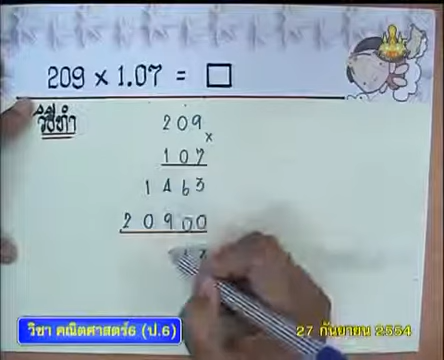 209 × 1.07 = □
วิธีทำ
209
×
107
1463
20900
63
วิชา คณิตศาสตร์6 (ป.6)
27 กันยายน 2554